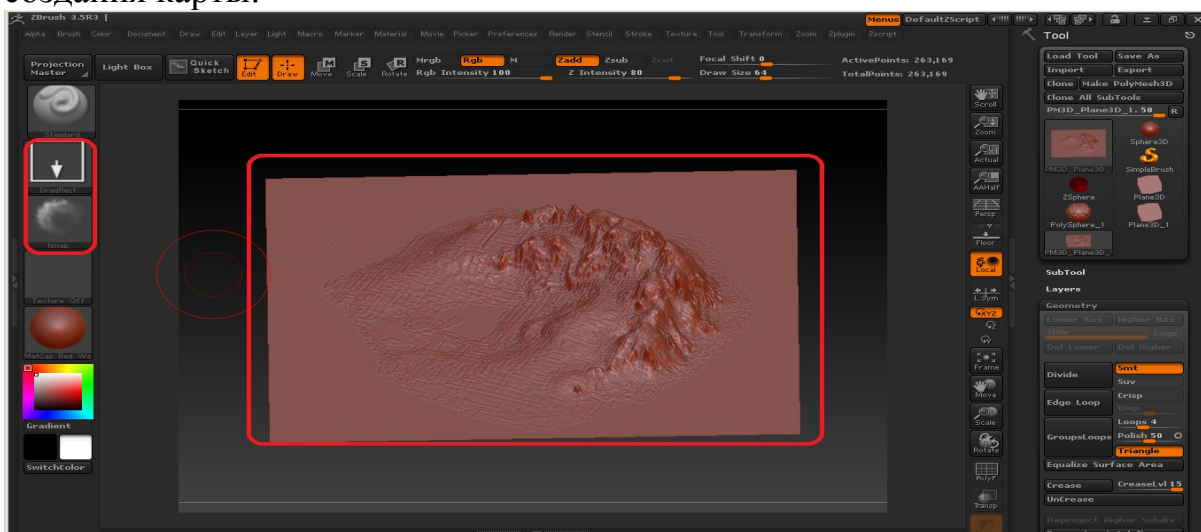 создания карты.
ZBrush 3.5R3 [
Menus DefaultZScript
Alpha Brush Color Document Draw Edit Layer Light Macro Marker Material Movie Picker Preferences Render Stencil Stroke Texture Tool Transform Zoom Zplugin Zscript
Projection Master
Light Box
Quick Sketch
Edit
Draw
Move
Scale
Rotate
Mrgb Rgb M
Rgb Intensity 100
Zadd Zsub Zcut
Z Intensity 80
Focal Shift 0
Draw Size 64
ActivePoints: 263,169
TotalPoints: 263,169
Standard
DragRect
hmap
Texture Off
MatCap Red Wa
Gradient
SwitchColor
Scroll
Zoom
Actual
AAHalf
Persp
Floor
Local
L.Sym
XYZ
Frame
Move
Scale
Rotate
PolyF
Transp
Tool
Load Tool Save As
Import Export
Clone Make PolyMesh3D
Clone All SubTools
PM3D_Plane3D_1. 50 R
Sphere3D
PM3D_Plane3D_ SimpleBrush
ZSphere Plane3D
PolySphere_1 Plane3D_1
PM3D_Plane3D_
SubTool
Layers
Geometry
Lower Res Higher Res
SDiv Cage
Del Lower Del Higher
Divide Smt
Suv
Edge Loop Crisp
Disp
Loops 4
GroupsLoops Polish 50
Triangle
Equalize Surface Area
Crease CreaseLvl 15
UnCrease
Reproject Higher Subdiv